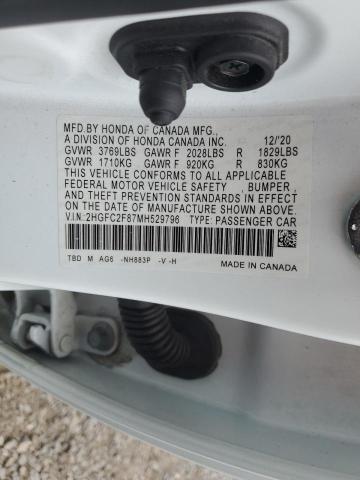 MFD.BY HONDA OF CANADA MFG.,
A DIVISION OF HONDA CANADA INC. 12/'20
GVWR 3769LBS GAWR F 2028LBS R 1829LBS
GVWR 1710KG GAWR F 920KG R 830KG
THIS VEHICLE CONFORMS TO ALL APPLICABLE
FEDERAL MOTOR VEHICLE SAFETY , BUMPER ,
AND THEFT PREVENTION STANDARDS IN EFFECT
ON THE DATE OF MANUFACTURE SHOWN ABOVE.
V.I.N: 2HGFC2F87MH529796 TYPE: PASSENGER CAR
TBD M AG6 -NH883P -V -H
MADE IN CANADA